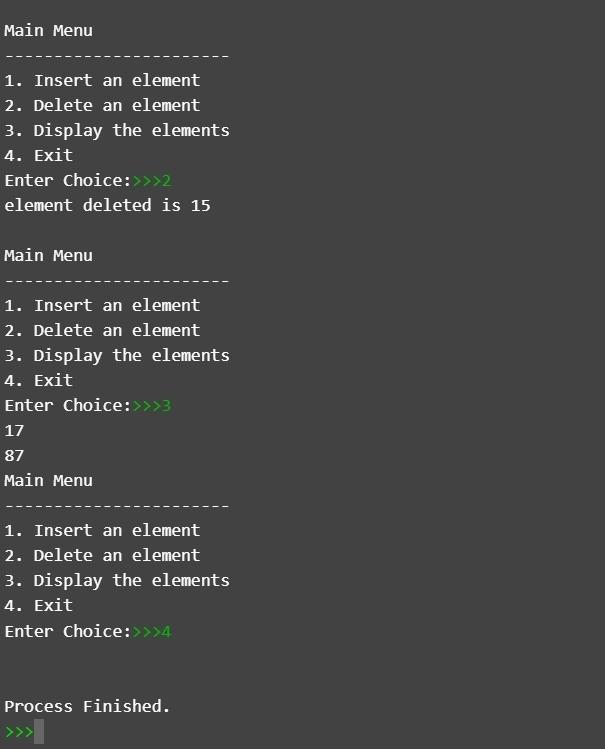 Main Menu
-----------------------
1. Insert an element
2. Delete an element
3. Display the elements
4. Exit
Enter Choice:>>>2
element deleted is 15
Main Menu
-----------------------
1. Insert an element
2. Delete an element
3. Display the elements
4. Exit
Enter Choice:>>>3
17
87
Main Menu
-----------------------
1. Insert an element
2. Delete an element
3. Display the elements
4. Exit
Enter Choice:>>>4
Process Finished.
>>>